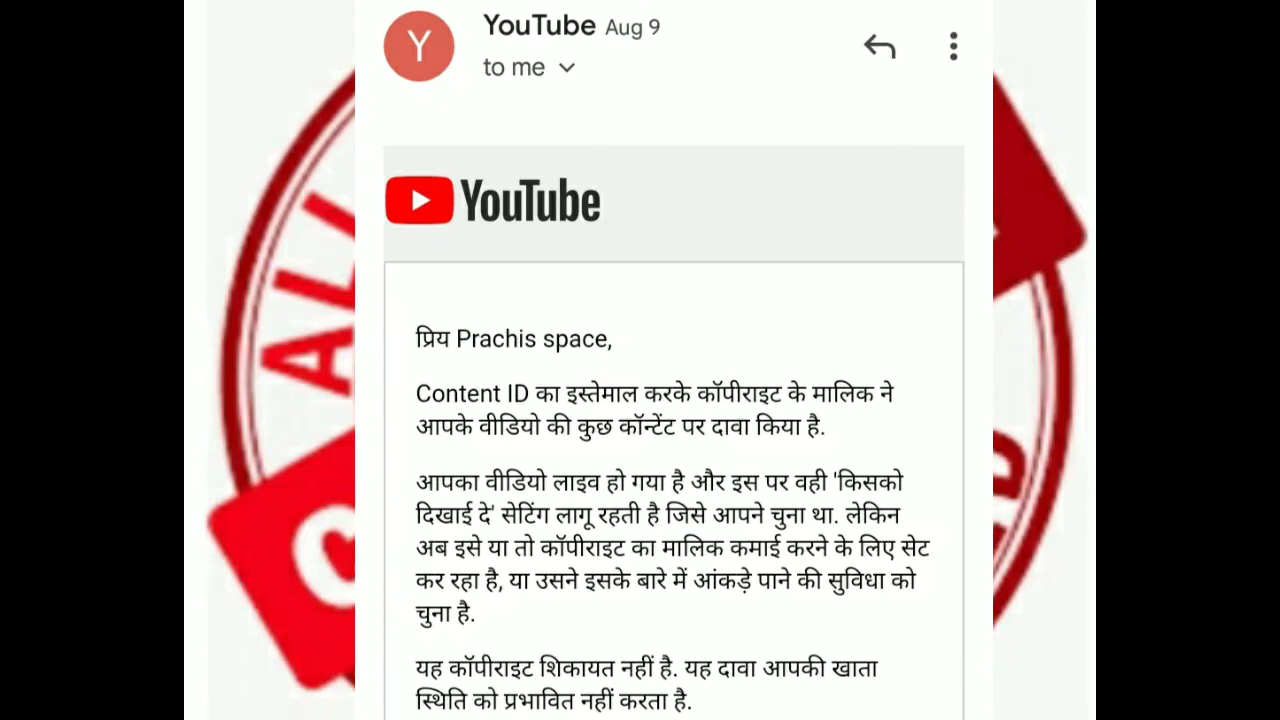 Y
YouTube Aug 9
to me
YouTube
प्रिय Prachis space,
Content ID का इस्तेमाल करके कॉपीराइट के मालिक ने
आपके वीडियो की कुछ कॉन्टेंट पर दावा किया है.
आपका वीडियो लाइव हो गया है और इस पर वही 'किसको
दिखाई दे' सेटिंग लागू रहती है जिसे आपने चुना था. लेकिन
अब इसे या तो कॉपीराइट का मालिक कमाई करने के लिए सेट
कर रहा है, या उसने इसके बारे में आंकड़े पाने की सुविधा को
चुना है.
यह कॉपीराइट शिकायत नहीं है. यह दावा आपकी खाता
स्थिति को प्रभावित नहीं करता है.
ALL
C